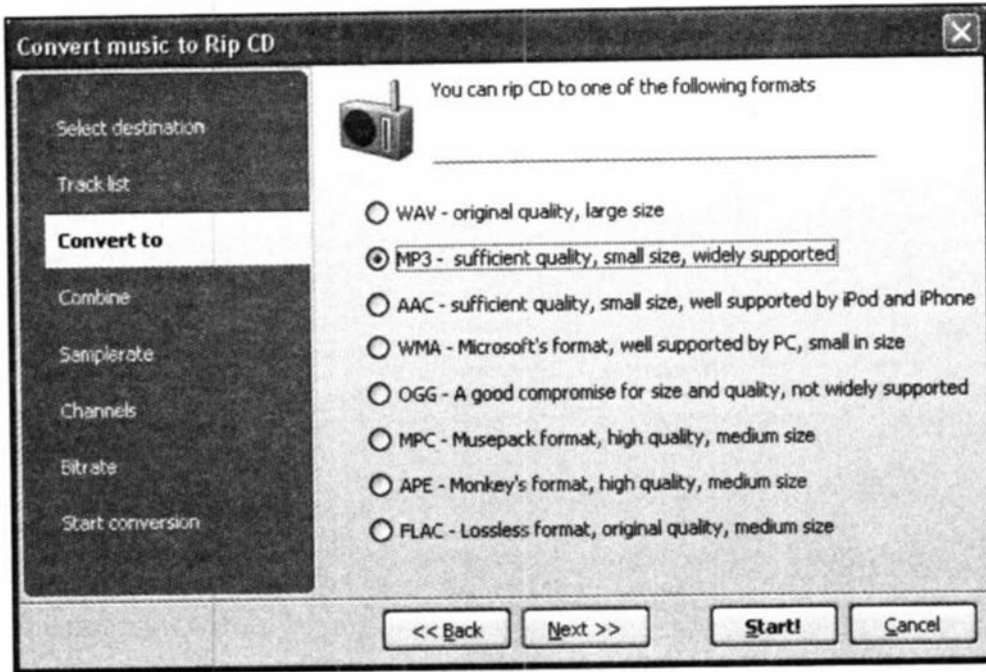 Convert music to Rip CD
You can rip CD to one of the following formats
Select destination
Track list
Convert to
Combine
Samplerate
Channels
Bitrate
Start conversion
WAV - original quality, large size
MP3 - sufficient quality, small size, widely supported
AAC - sufficient quality, small size, well supported by iPod and iPhone
WMA - Microsoft's format, well supported by PC, small in size
OGG - A good compromise for size and quality, not widely supported
MPC - Musepack format, high quality, medium size
APE - Monkey's format, high quality, medium size
FLAC - Lossless format, original quality, medium size
<< Back
Next >>
Start!
Cancel